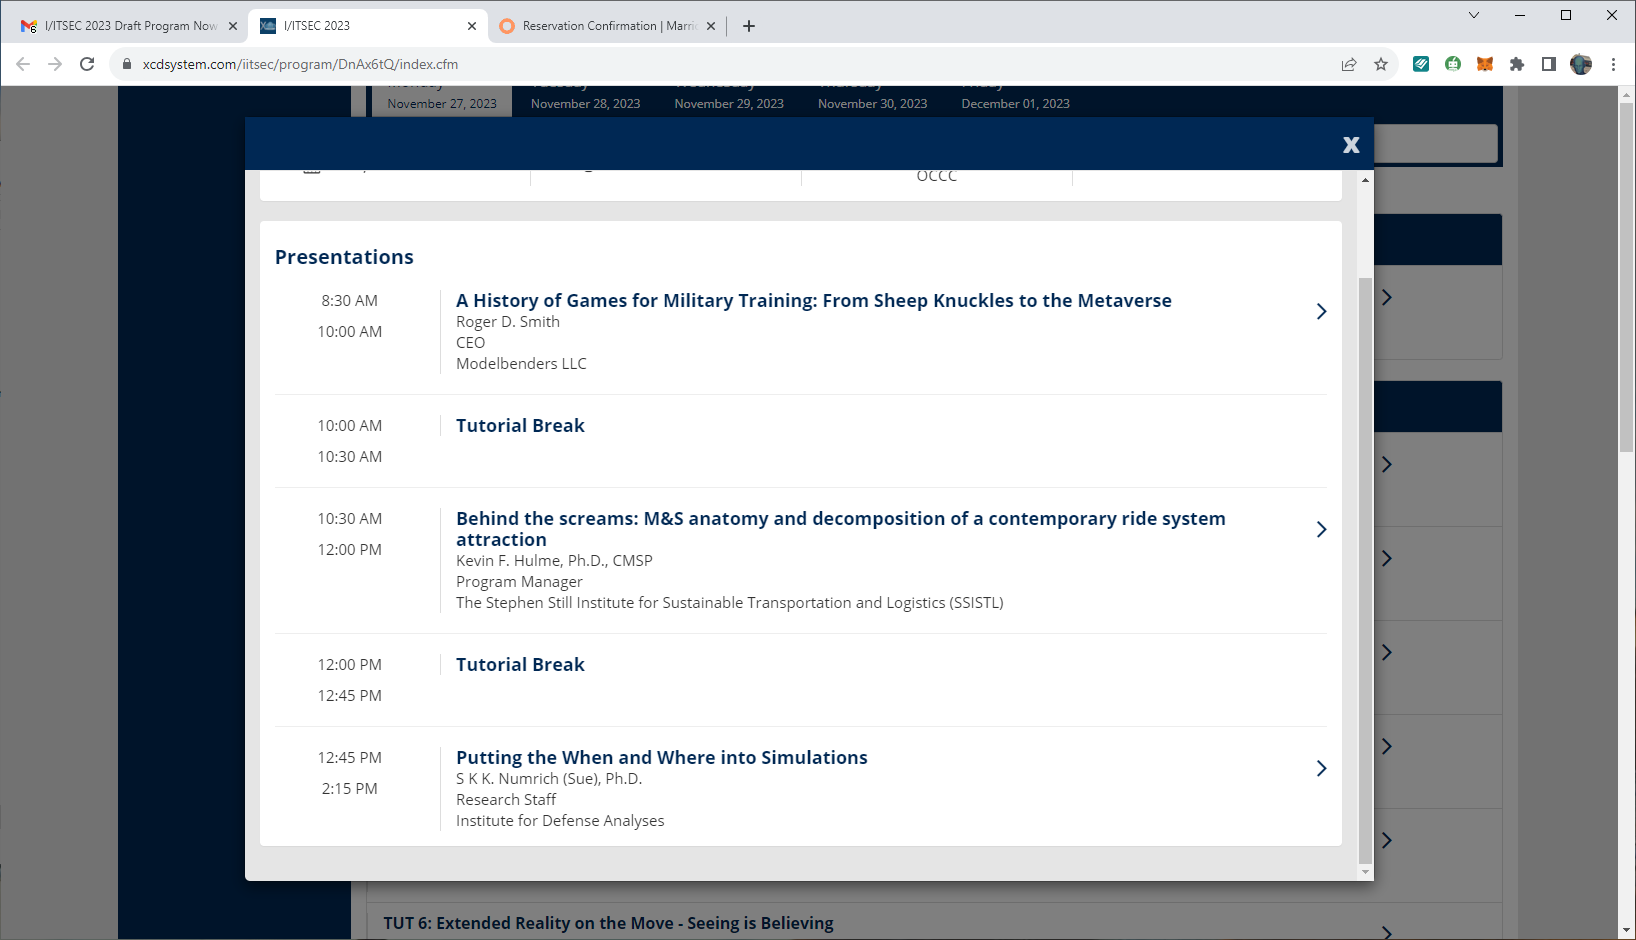 I/ITSEC 2023 Draft Program Now
I/ITSEC 2023
Reservation Confirmation | Marri
xcdsystem.com/iitsec/program/DnAx6tQ/index.cfm
November 27, 2023
November 28, 2023
November 29, 2023
November 30, 2023
December 01, 2023
X
OCCC
Presentations
8:30 AM
10:00 AM
A History of Games for Military Training: From Sheep Knuckles to the Metaverse
Roger D. Smith
CEO
Modelbenders LLC
10:00 AM
10:30 AM
Tutorial Break
10:30 AM
12:00 PM
Behind the screams: M&S anatomy and decomposition of a contemporary ride system
attraction
Kevin F. Hulme, Ph.D., CMSP
Program Manager
The Stephen Still Institute for Sustainable Transportation and Logistics (SSISTL)
12:00 PM
12:45 PM
Tutorial Break
12:45 PM
2:15 PM
Putting the When and Where into Simulations
S K K. Numrich (Sue), Ph.D.
Research Staff
Institute for Defense Analyses
TUT 6: Extended Reality on the Move - Seeing is Believing